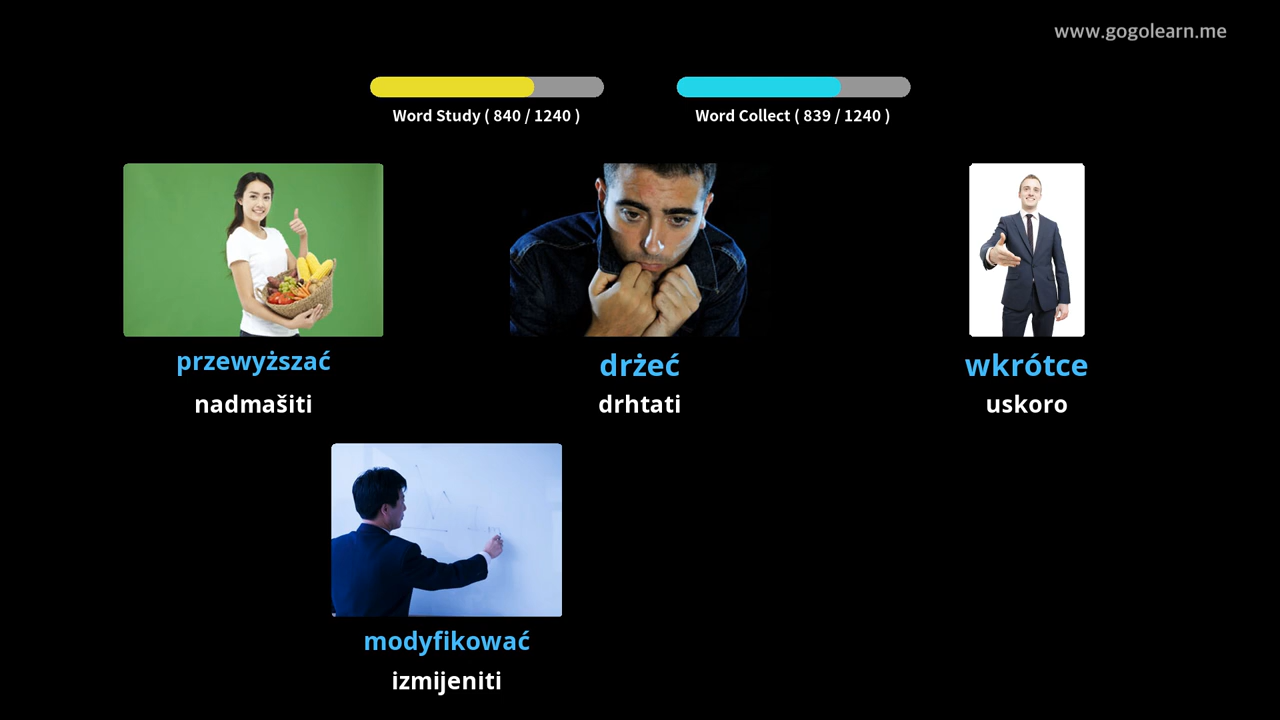 www.gogolearn.me
Word Study ( 840 / 1240 )
Word Collect ( 839 / 1240 )
przewyższać
nadmašiti
drżeć
drhtati
wkrótce
uskoro
modyfikować
izmijeniti